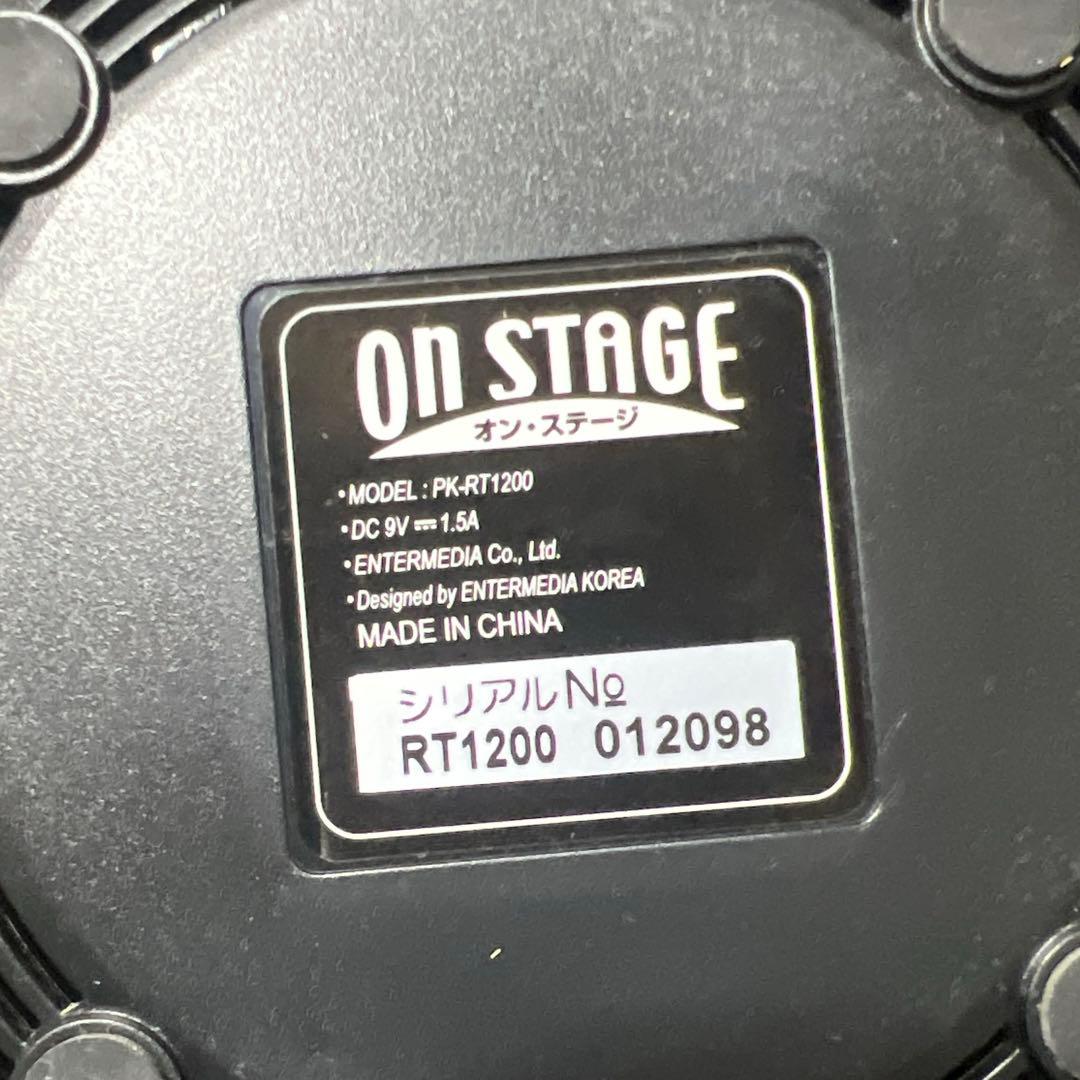 On STAGE
オン・ステージ
•MODEL : PK-RT1200
•DC 9V ⎓ 1.5A
•ENTERMEDIA Co., Ltd.
•Designed by ENTERMEDIA KOREA
MADE IN CHINA
シリアル№
RT1200 012098